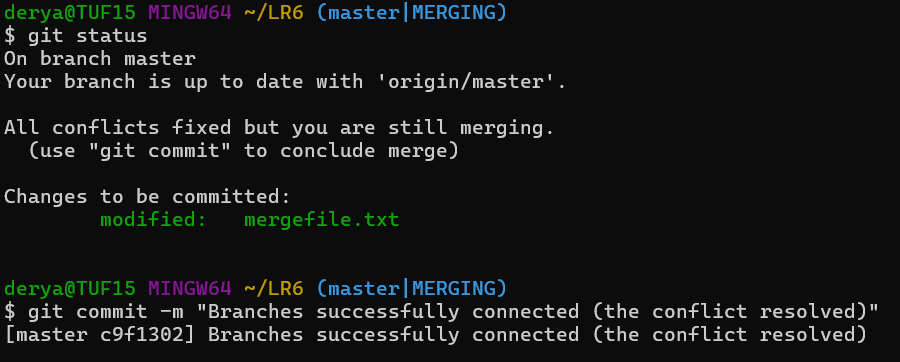 derya@TUF15 MINGW64 ~/LR6 (master|MERGING)
$ git status
On branch master
Your branch is up to date with 'origin/master'.
All conflicts fixed but you are still merging.
(use "git commit" to conclude merge)
Changes to be committed:
modified: mergefile.txt
derya@TUF15 MINGW64 ~/LR6 (master|MERGING)
$ git commit -m "Branches successfully connected (the conflict resolved)"
[master c9f1302] Branches successfully connected (the conflict resolved)